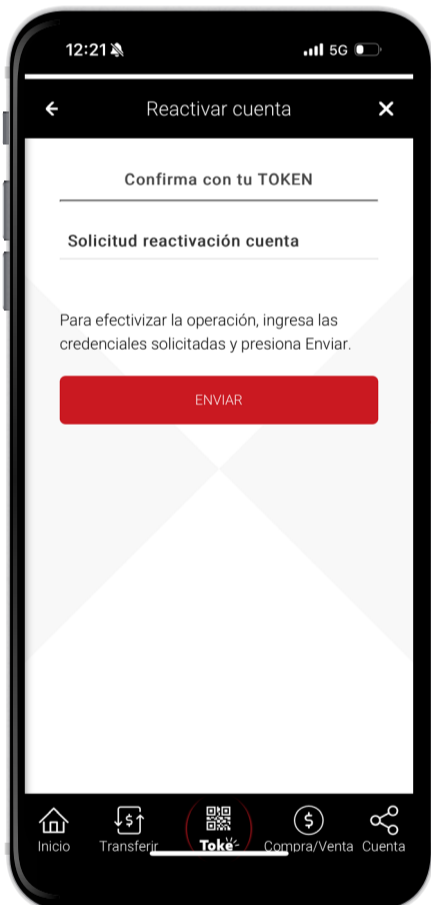 12:21
5G
Reactivar cuenta
Confirma con tu TOKEN
Solicitud reactivación cuenta
Para efectivizar la operación, ingresa las
credenciales solicitadas y presiona Enviar.
ENVIAR
Inicio
Transferir
Toke
Compra/Venta
Cuenta